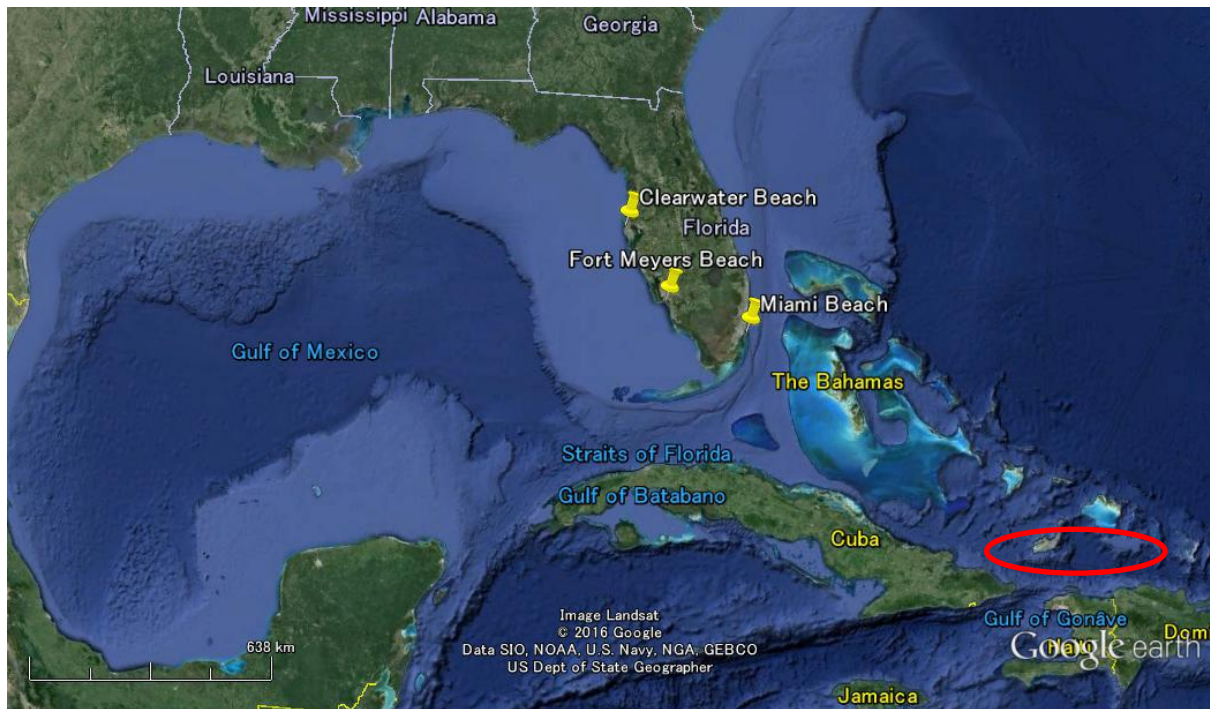 Mississippi Alabama
Georgia
Louisiana
Clearwater Beach
Florida
Fort Meyers Beach
Miami Beach
Gulf of Mexico
The Bahamas
Straits of Florida
Gulf of Batabano
Cuba
Image Landsat
© 2016 Google
Data SIO, NOAA, U.S. Navy, NGA, GEBCO
US Dept of State Geographer
638 km
Gulf of Gonâve
Haiti
Dom
Google earth
Jamaica